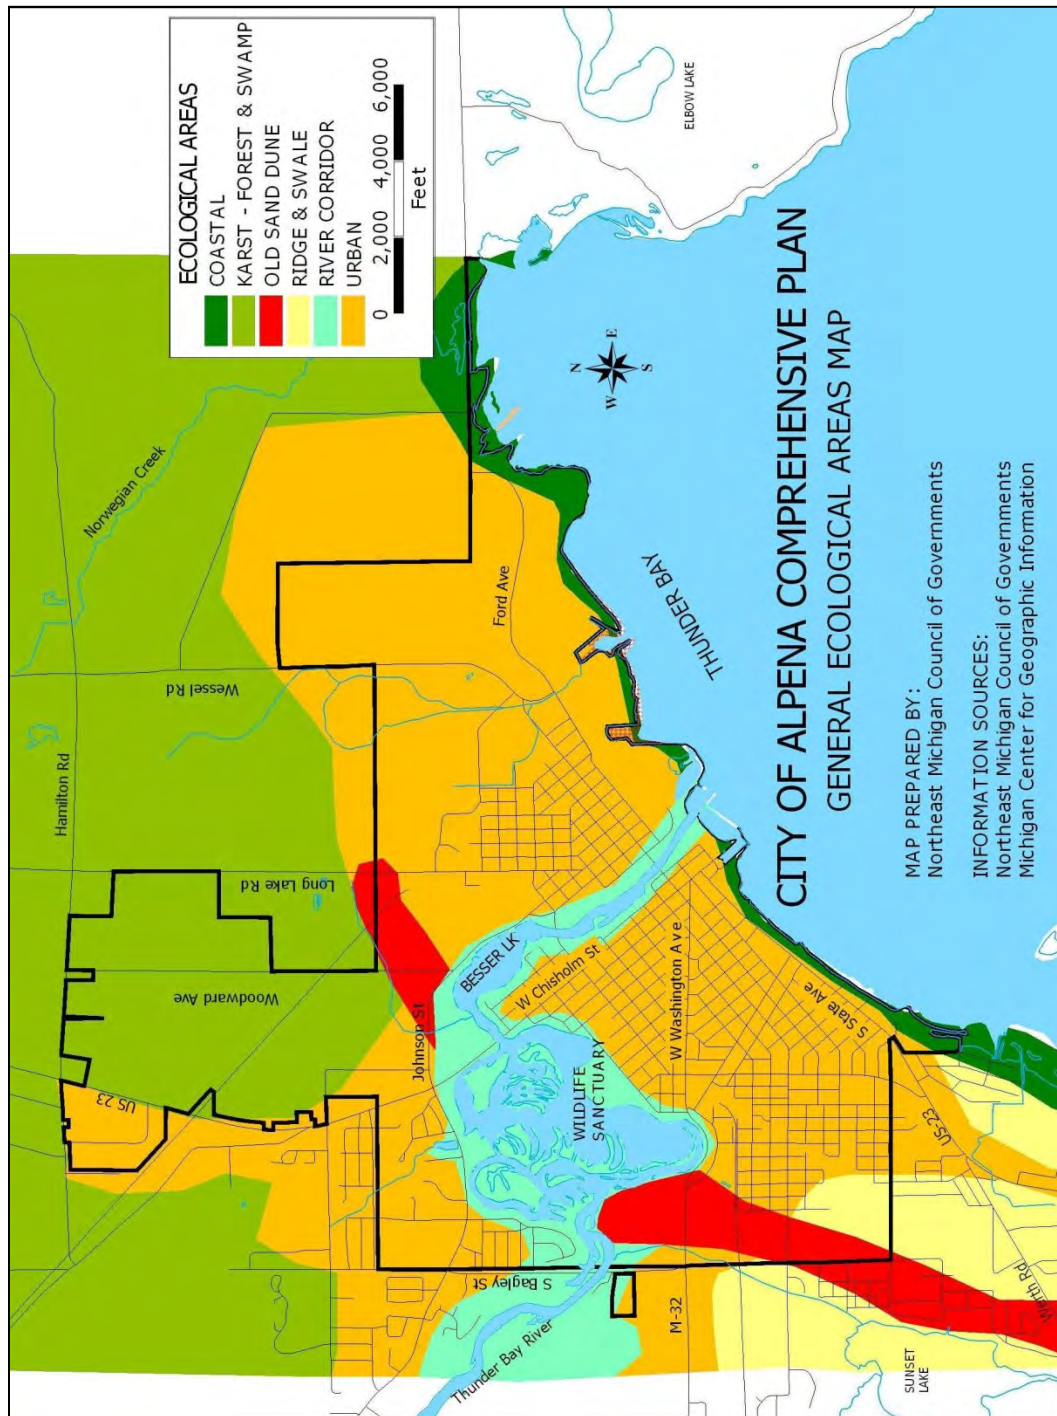 ECOLOGICAL AREAS
COASTAL
KARST - FOREST & SWAMP
OLD SAND DUNE
RIDGE & SWALE
RIVER CORRIDOR
URBAN
0 2,000 4,000 6,000
Feet
ELBOW LAKE
Norwegian Creek
Hamilton Rd
Wessel Rd
Long Lake Rd
Woodward Ave
US 23
Johnson St
Ford Ave
BESSER LK
W Chisholm St
WILDLIFE
SANCTUARY
W Washington Ave
S State Ave
US-23
S Bagley St
M-32
Thunder Bay River
Werth Rd
SUNSET
LAKE
THUNDER BAY
N
W
E
S
CITY OF ALPENA COMPREHENSIVE PLAN
GENERAL ECOLOGICAL AREAS MAP
MAP PREPARED BY:
Northeast Michigan Council of Governments
INFORMATION SOURCES:
Northeast Michigan Council of Governments
Michigan Center for Geographic Information